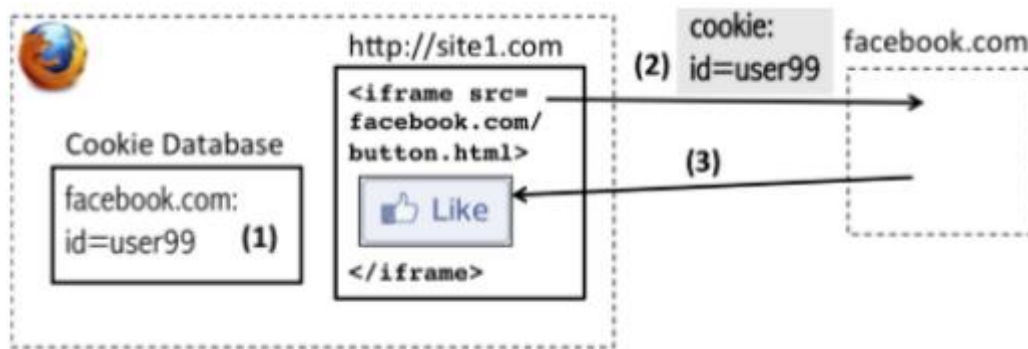 http://site1.com
<iframe src=
facebook.com/
button.html>
Like
</iframe>
Cookie Database
facebook.com:
id=user99 (1)
(2)
cookie:
id=user99
facebook.com
(3)